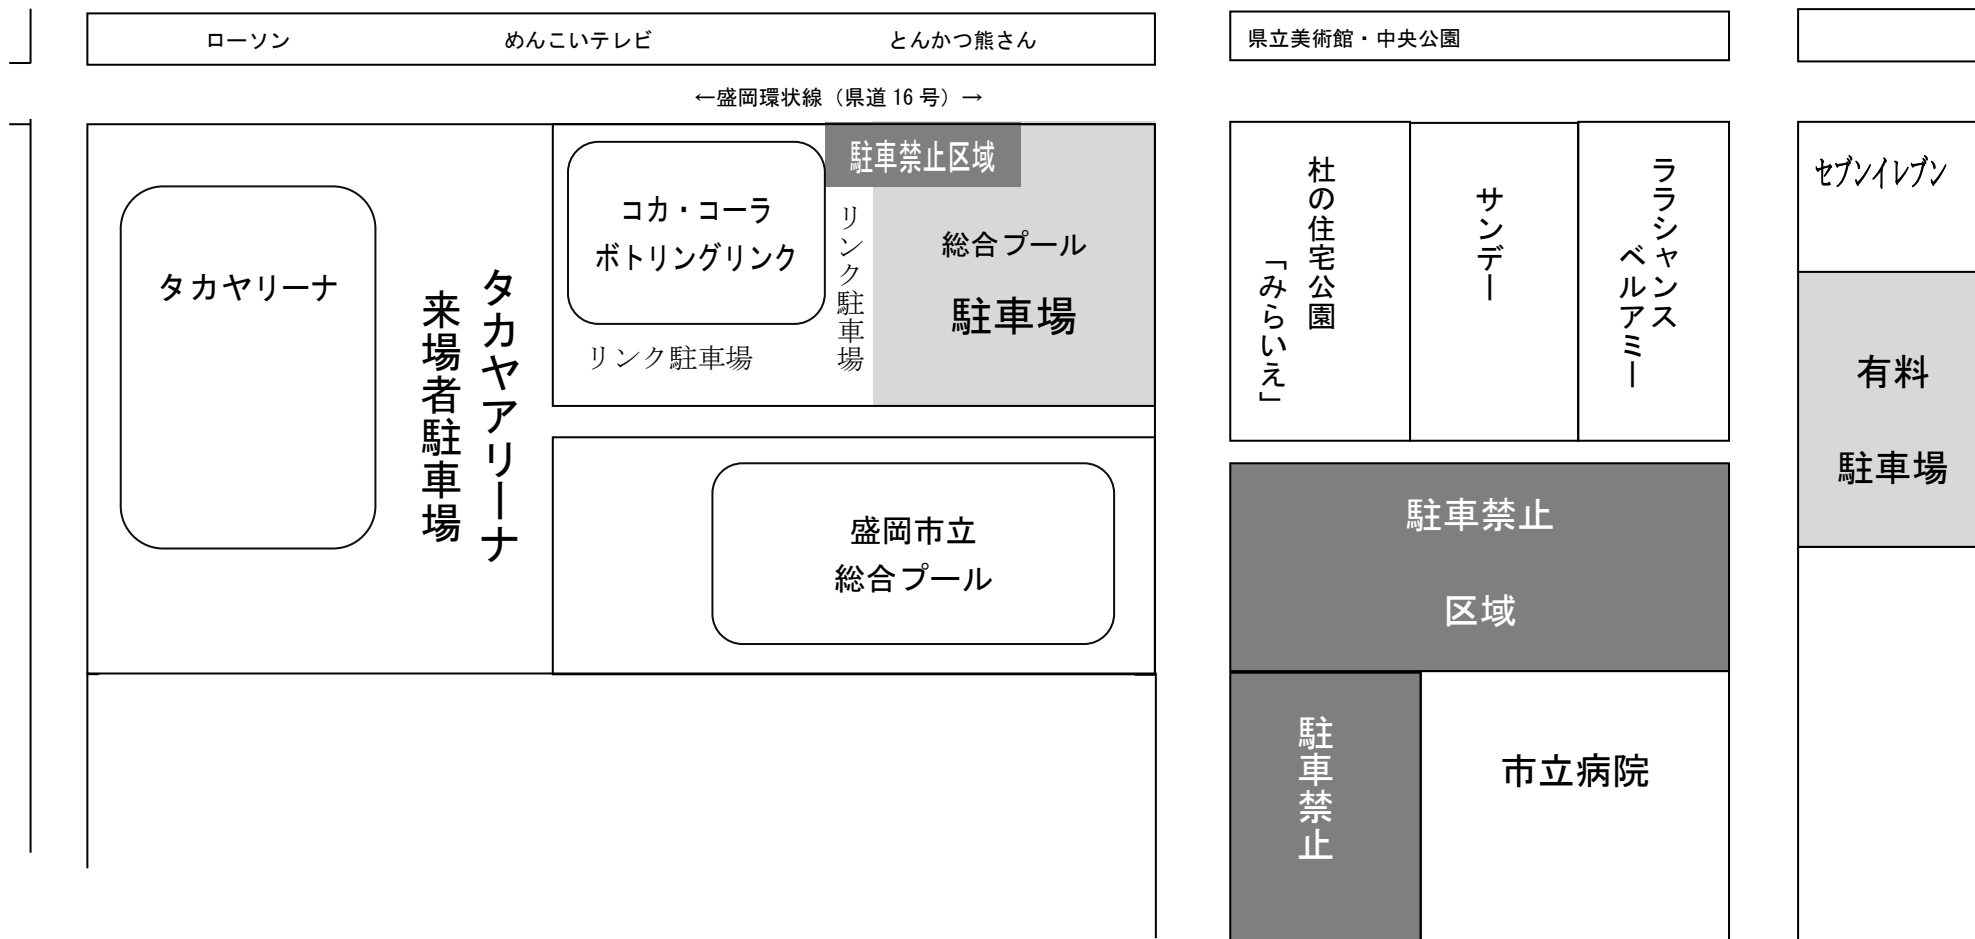 ローソン
めんこいテレビ
とんかつ熊さん
県立美術館・中央公園
←盛岡環状線（県道 16 号）→
タカヤリーナ
タカヤアリーナ
来場者駐車場
コカ・コーラ
ボトリングリンク
リンク駐車場
リンク駐車場
駐車禁止区域
総合プール
駐車場
盛岡市立
総合プール
杜の住宅公園
「みらいえ」
サンデー
ララシャンス
ベルアミー
セブンイレブン
有料
駐車場
駐車禁止
区域
駐車禁止
市立病院